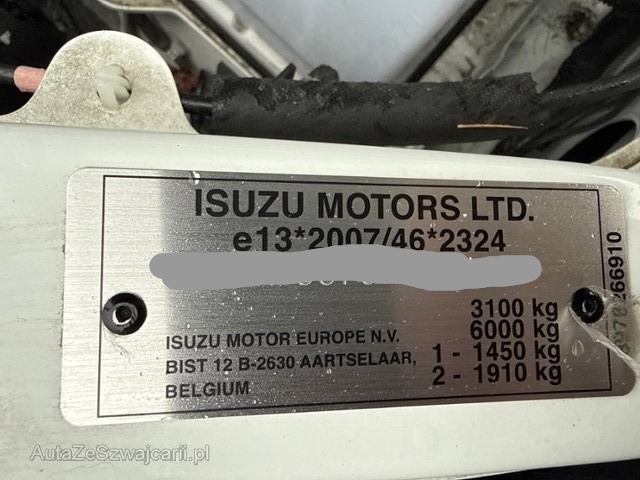 ISUZU MOTORS LTD.
e13*2007/46*2324
3100 kg
6000 kg
1 - 1450 kg
2 - 1910 kg
ISUZU MOTOR EUROPE N.V.
BIST 12 B-2630 AARTSELAAR,
BELGIUM
266910
AutaZeSzwajcarii.pl